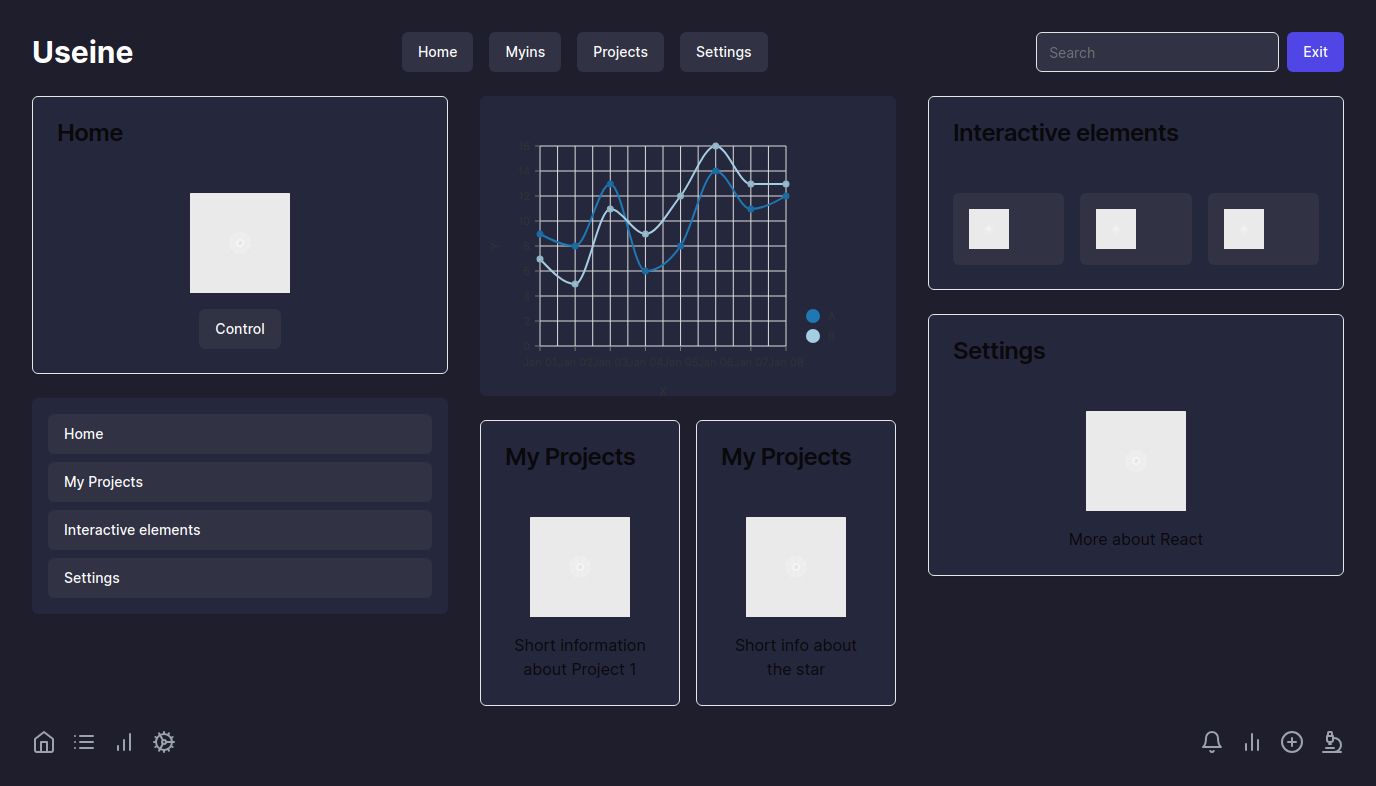 Useine
Home
Myins
Projects
Settings
Search
Exit
Home
Control
Home
My Projects
Interactive elements
Settings
16
14
12
10
8
6
4
2
0
Y
Jan 01 Jan 02 Jan 03 Jan 04 Jan 05 Jan 06 Jan 07 Jan 08
X
A
B
My Projects
Short information
about Project 1
My Projects
Short info about
the star
Interactive elements
Settings
More about React